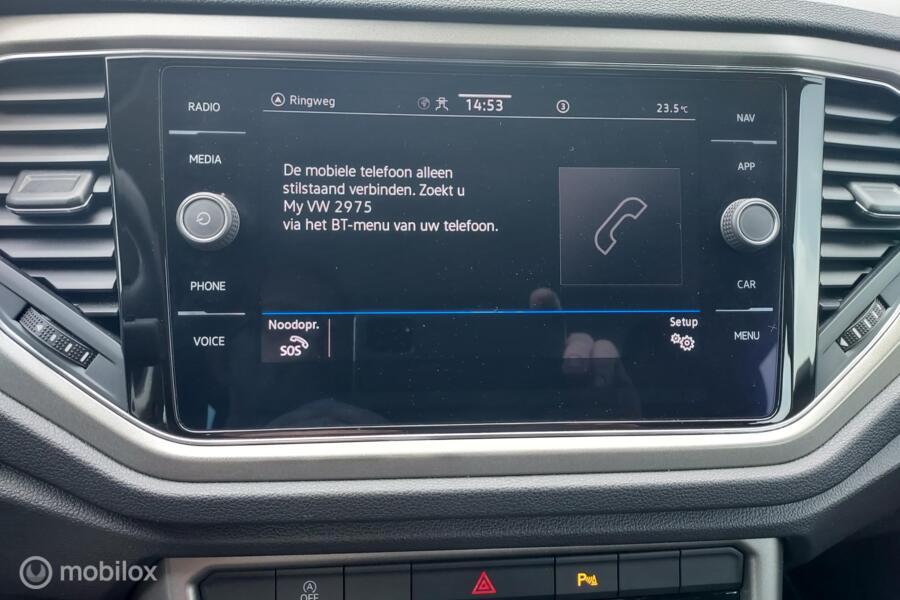 RADIO
MEDIA
PHONE
VOICE
Ringweg
14:53
3
23.5°C
De mobiele telefoon alleen
stilstaand verbinden. Zoekt u
My VW 2975
via het BT-menu van uw telefoon.
Noodopr.
SOS
Setup
NAV
APP
CAR
MENU
A
OFF
P
mobilox